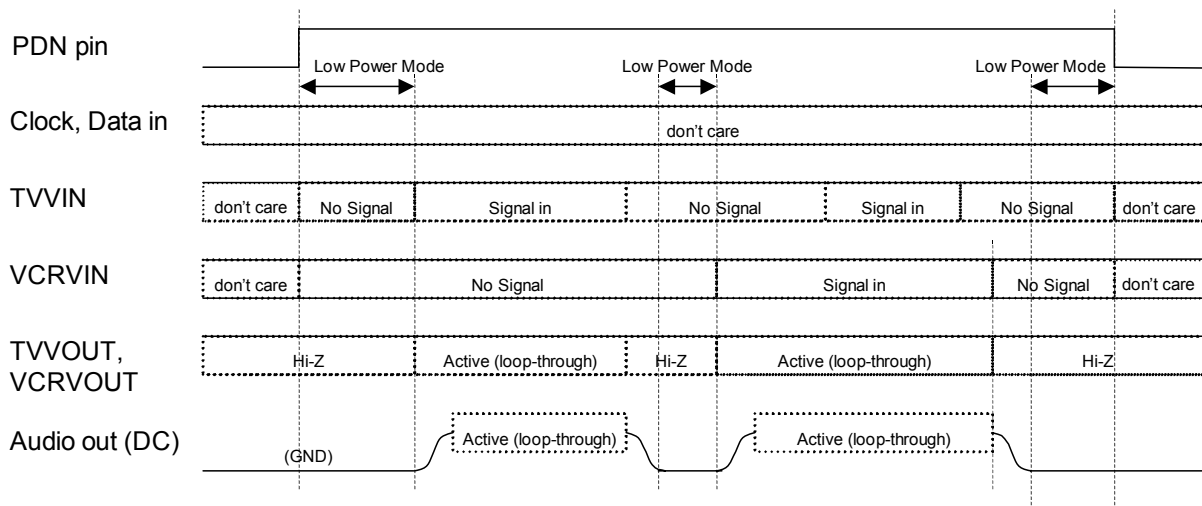 PDN pin
Low Power Mode Low Power Mode Low Power Mode
Clock, Data in
don’t care
TVVIN
don’t care No Signal Signal in No Signal Signal in No Signal don’t care
VCRVIN
don’t care No Signal Signal in No Signal don’t care
TVVOUT,
VCRVOUT
Hi-Z Active (loop-through) Hi-Z Active (loop-through) Hi-Z
Audio out (DC)
(GND) Active (loop-through) Active (loop-through)